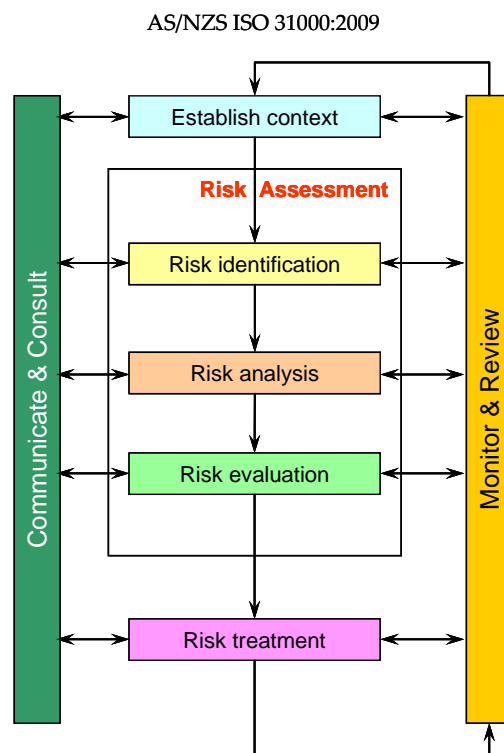 AS/NZS ISO 31000:2009
Establish context
Risk Assessment
Risk identification
Risk analysis
Risk evaluation
Risk treatment
Communicate & Consult
Monitor & Review